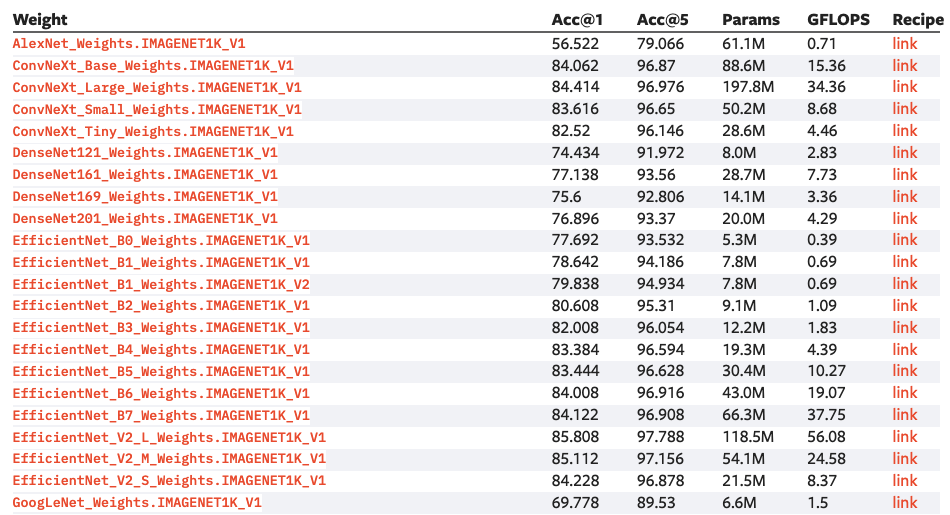 Weight Acc@1 Acc@5 Params GFLOPS Recipe
AlexNet_Weights.IMAGENET1K_V1 56.522 79.066 61.1M 0.71 link
ConvNeXt_Base_Weights.IMAGENET1K_V1 84.062 96.87 88.6M 15.36 link
ConvNeXt_Large_Weights.IMAGENET1K_V1 84.414 96.976 197.8M 34.36 link
ConvNeXt_Small_Weights.IMAGENET1K_V1 83.616 96.65 50.2M 8.68 link
ConvNeXt_Tiny_Weights.IMAGENET1K_V1 82.52 96.146 28.6M 4.46 link
DenseNet121_Weights.IMAGENET1K_V1 74.434 91.972 8.0M 2.83 link
DenseNet161_Weights.IMAGENET1K_V1 77.138 93.56 28.7M 7.73 link
DenseNet169_Weights.IMAGENET1K_V1 75.6 92.806 14.1M 3.36 link
DenseNet201_Weights.IMAGENET1K_V1 76.896 93.37 20.0M 4.29 link
EfficientNet_B0_Weights.IMAGENET1K_V1 77.692 93.532 5.3M 0.39 link
EfficientNet_B1_Weights.IMAGENET1K_V1 78.642 94.186 7.8M 0.69 link
EfficientNet_B1_Weights.IMAGENET1K_V2 79.838 94.934 7.8M 0.69 link
EfficientNet_B2_Weights.IMAGENET1K_V1 80.608 95.31 9.1M 1.09 link
EfficientNet_B3_Weights.IMAGENET1K_V1 82.008 96.054 12.2M 1.83 link
EfficientNet_B4_Weights.IMAGENET1K_V1 83.384 96.594 19.3M 4.39 link
EfficientNet_B5_Weights.IMAGENET1K_V1 83.444 96.628 30.4M 10.27 link
EfficientNet_B6_Weights.IMAGENET1K_V1 84.008 96.916 43.0M 19.07 link
EfficientNet_B7_Weights.IMAGENET1K_V1 84.122 96.908 66.3M 37.75 link
EfficientNet_V2_L_Weights.IMAGENET1K_V1 85.808 97.788 118.5M 56.08 link
EfficientNet_V2_M_Weights.IMAGENET1K_V1 85.112 97.156 54.1M 24.58 link
EfficientNet_V2_S_Weights.IMAGENET1K_V1 84.228 96.878 21.5M 8.37 link
GoogLeNet_Weights.IMAGENET1K_V1 69.778 89.53 6.6M 1.5 link